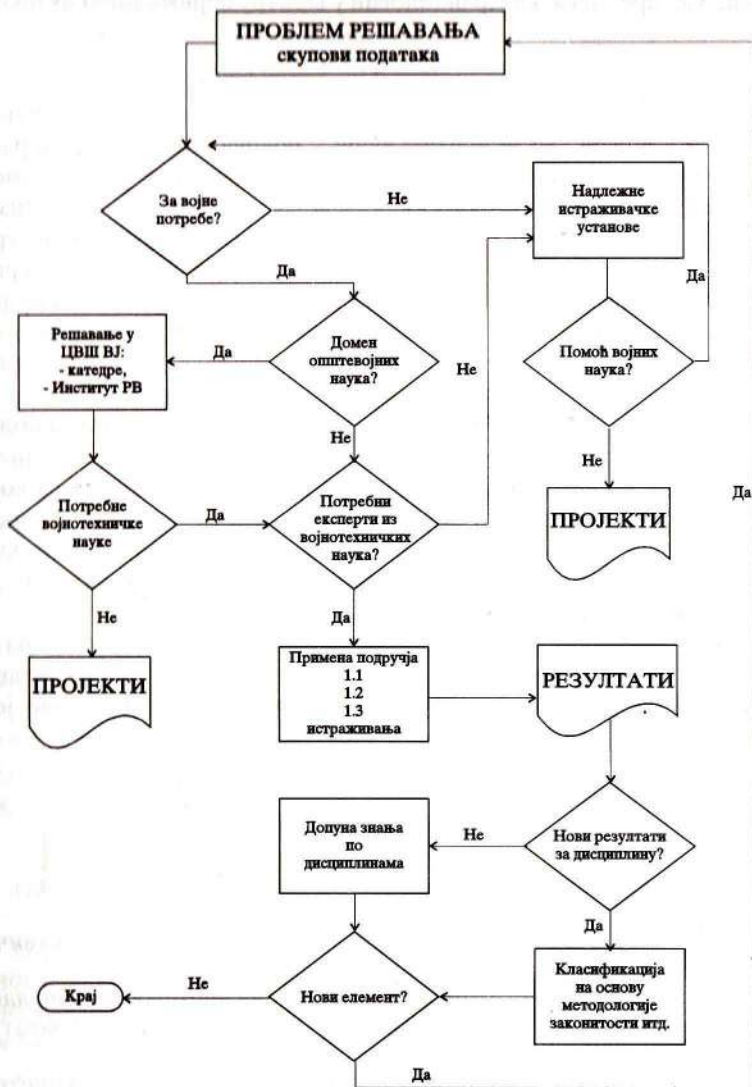 ПРОБЛЕМ РЕШАВАЊА
скупови података
За војне
потребе?
Не
Надлежне
истраживачке
установе
Да
Да
Решавање у
ЦВШ ВЈ:
- катедре,
- Институт РВ
Да
Домен
општевојних
наука?
Не
Помоћ војних
наука?
Не
Не
Да
Потребне
војнотехничке
науке
Да
Потребни
експерти из
војнотехничких
наука?
ПРОЈЕКТИ
Не
Да
ПРОЈЕКТИ
Примена подручја
1.1
1.2
1.3
истраживања
РЕЗУЛТАТИ
Допуна знања
по
дисциплинама
Не
Нови резултати
за дисциплину?
Да
Крај
Не
Нови елемент?
Класификација
на основу
методологије
законитости итд.
Да